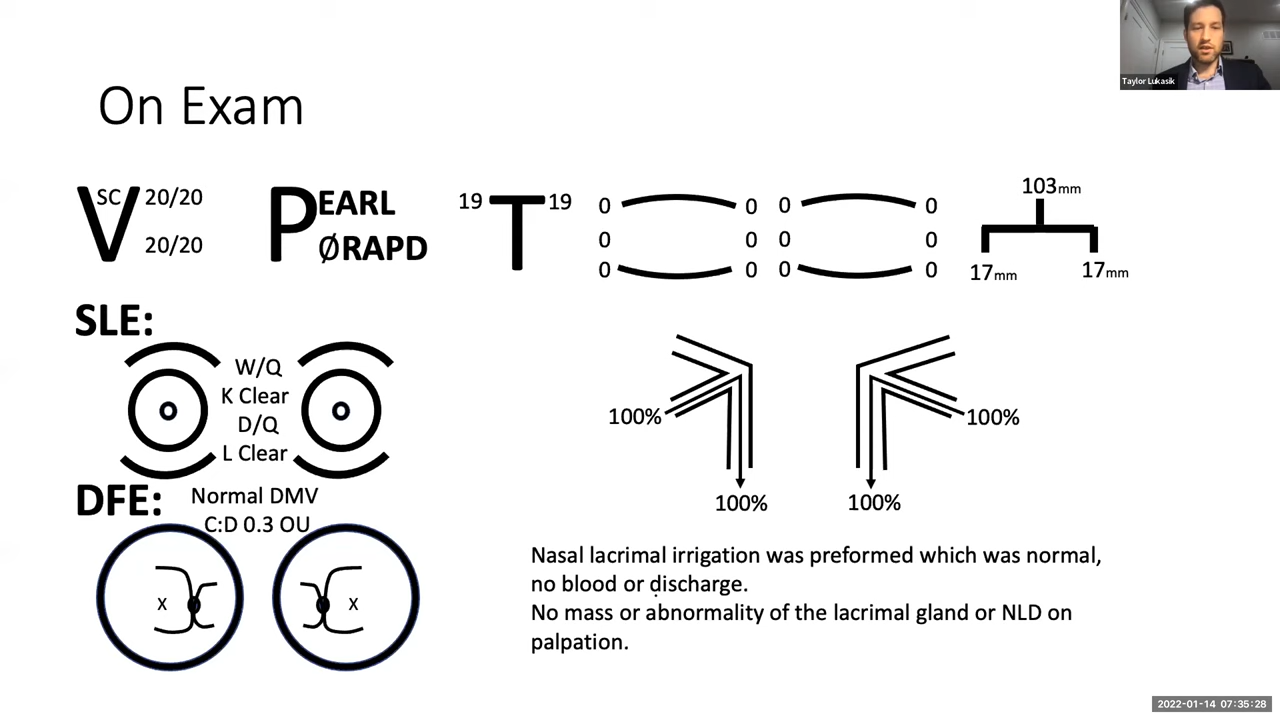 Taylor Lukasik
On Exam
V SC 20/20
20/20
PEARL
ØRAPD
19 T 19
0 0 0 0
0 0 0 0
0 0 0 0
103mm
17mm 17mm
SLE:
W/Q
K Clear
D/Q
L Clear
100% 100%
100% 100%
DFE: Normal DMV
C:D 0.3 OU
x x
Nasal lacrimal irrigation was preformed which was normal,
no blood or discharge.
No mass or abnormality of the lacrimal gland or NLD on
palpation.
2022-01-14 07:35:28